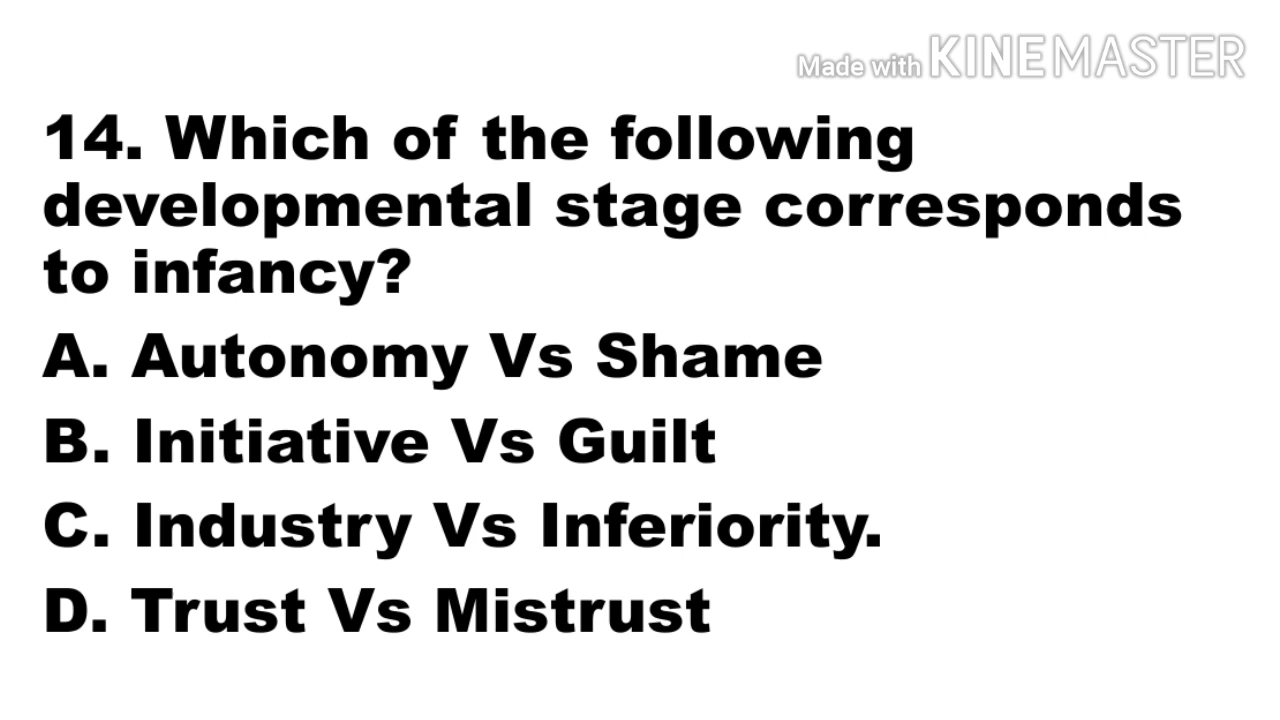 Made with KINEMASTER
14. Which of the following
developmental stage corresponds
to infancy?
A. Autonomy Vs Shame
B. Initiative Vs Guilt
C. Industry Vs Inferiority.
D. Trust Vs Mistrust